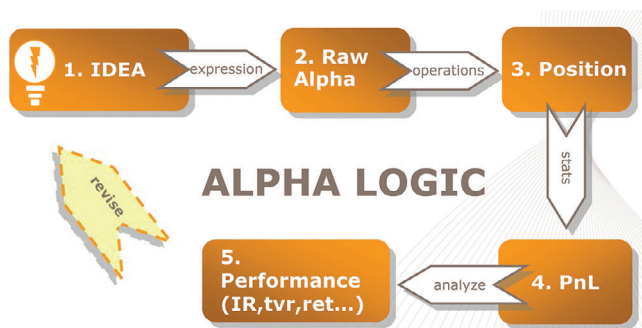 1. IDEA
expression
2. Raw
Alpha
operations
3. Position
stats
revise
ALPHA LOGIC
5.
Performance
(IR,tvr,ret...)
analyze
4. PnL